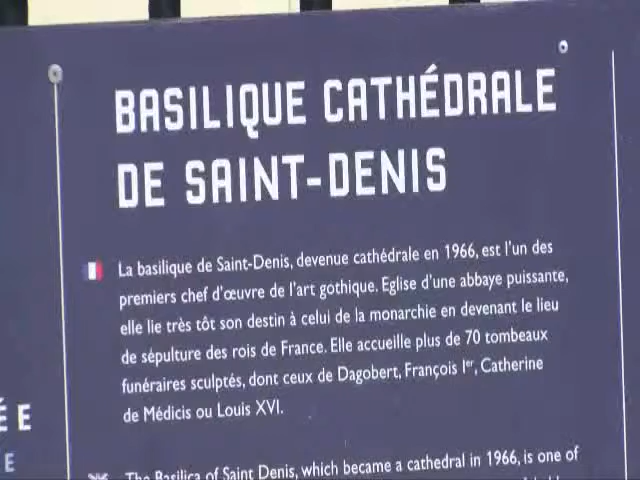 BASILIQUE CATHÉDRALE
DE SAINT-DENIS
La basilique de Saint-Denis, devenue cathédrale en 1966, est l'un des
premiers chef d'œuvre de l'art gothique. Eglise d'une abbaye puissante,
elle lie très tôt son destin à celui de la monarchie en devenant le lieu
de sépulture des rois de France. Elle accueille plus de 70 tombeaux
funéraires sculptés, dont ceux de Dagobert, François Ier, Catherine
de Médicis ou Louis XVI.
ÉE
E
The Basilica of Saint Denis, which became a cathedral in 1966, is one of